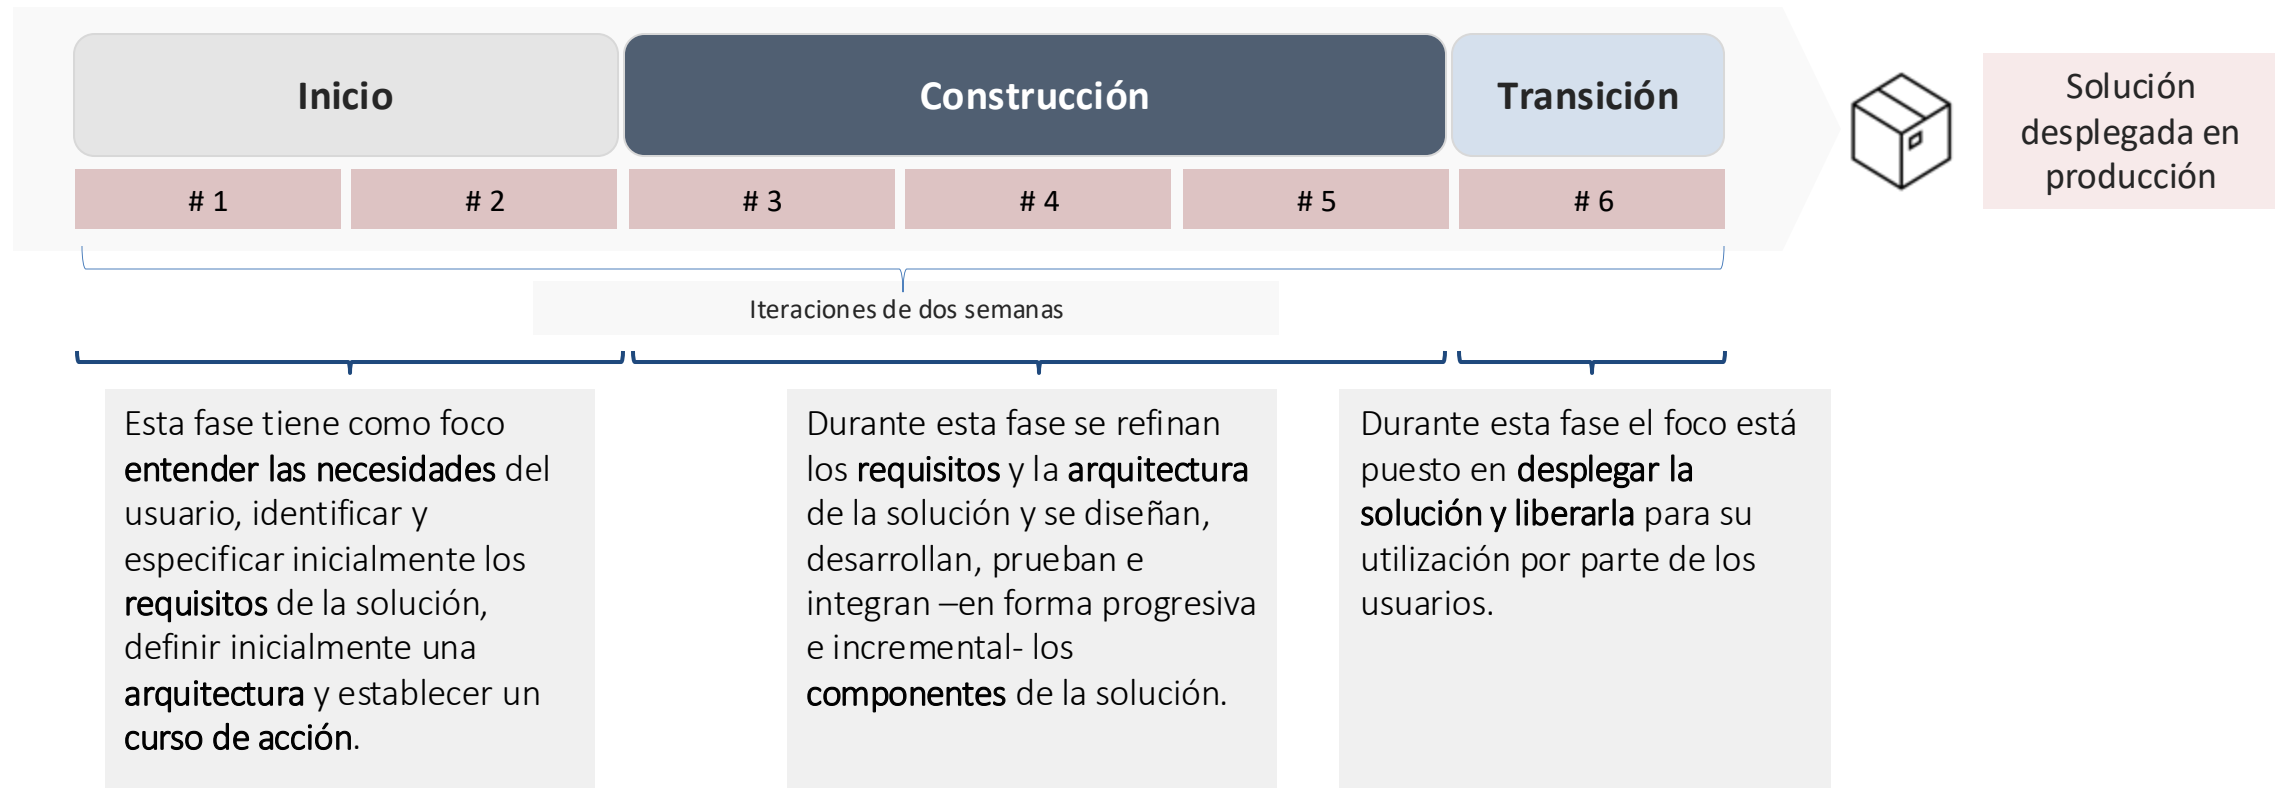 Inicio
Construcción
Transición
Solución
desplegada en
producción
# 1
# 2
# 3
# 4
# 5
# 6
Iteraciones de dos semanas
Esta fase tiene como foco
entender las necesidades del
usuario, identificar y
especificar inicialmente los
requisitos de la solución,
definir inicialmente una
arquitectura y establecer un
curso de acción.
Durante esta fase se refinan
los requisitos y la arquitectura
de la solución y se diseñan,
desarrollan, prueban e
integran –en forma progresiva
e incremental- los
componentes de la solución.
Durante esta fase el foco está
puesto en desplegar la
solución y liberarla para su
utilización por parte de los
usuarios.